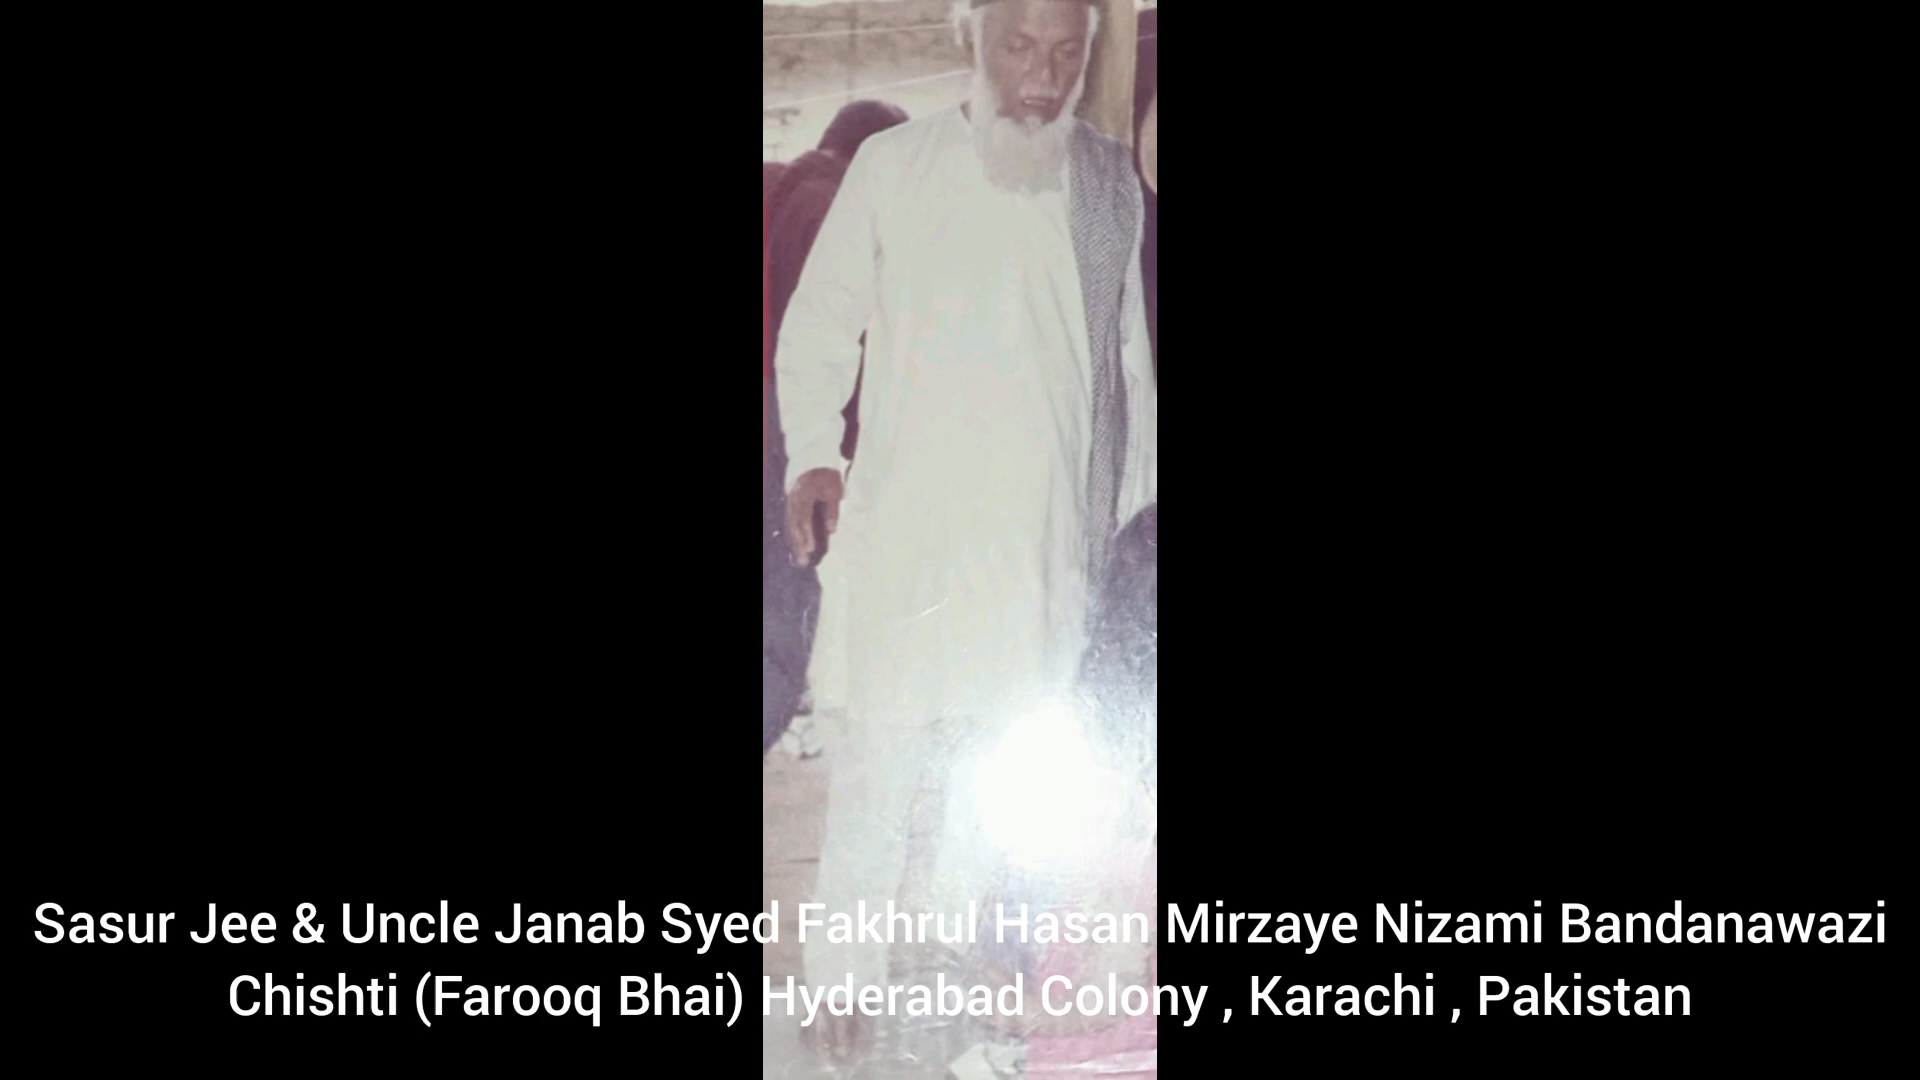 Sasur Jee & Uncle Janab Syed Fakhrul Hasan Mirzaye Nizami Bandanawazi
Chishti (Farooq Bhai) Hyderabad Colony , Karachi , Pakistan